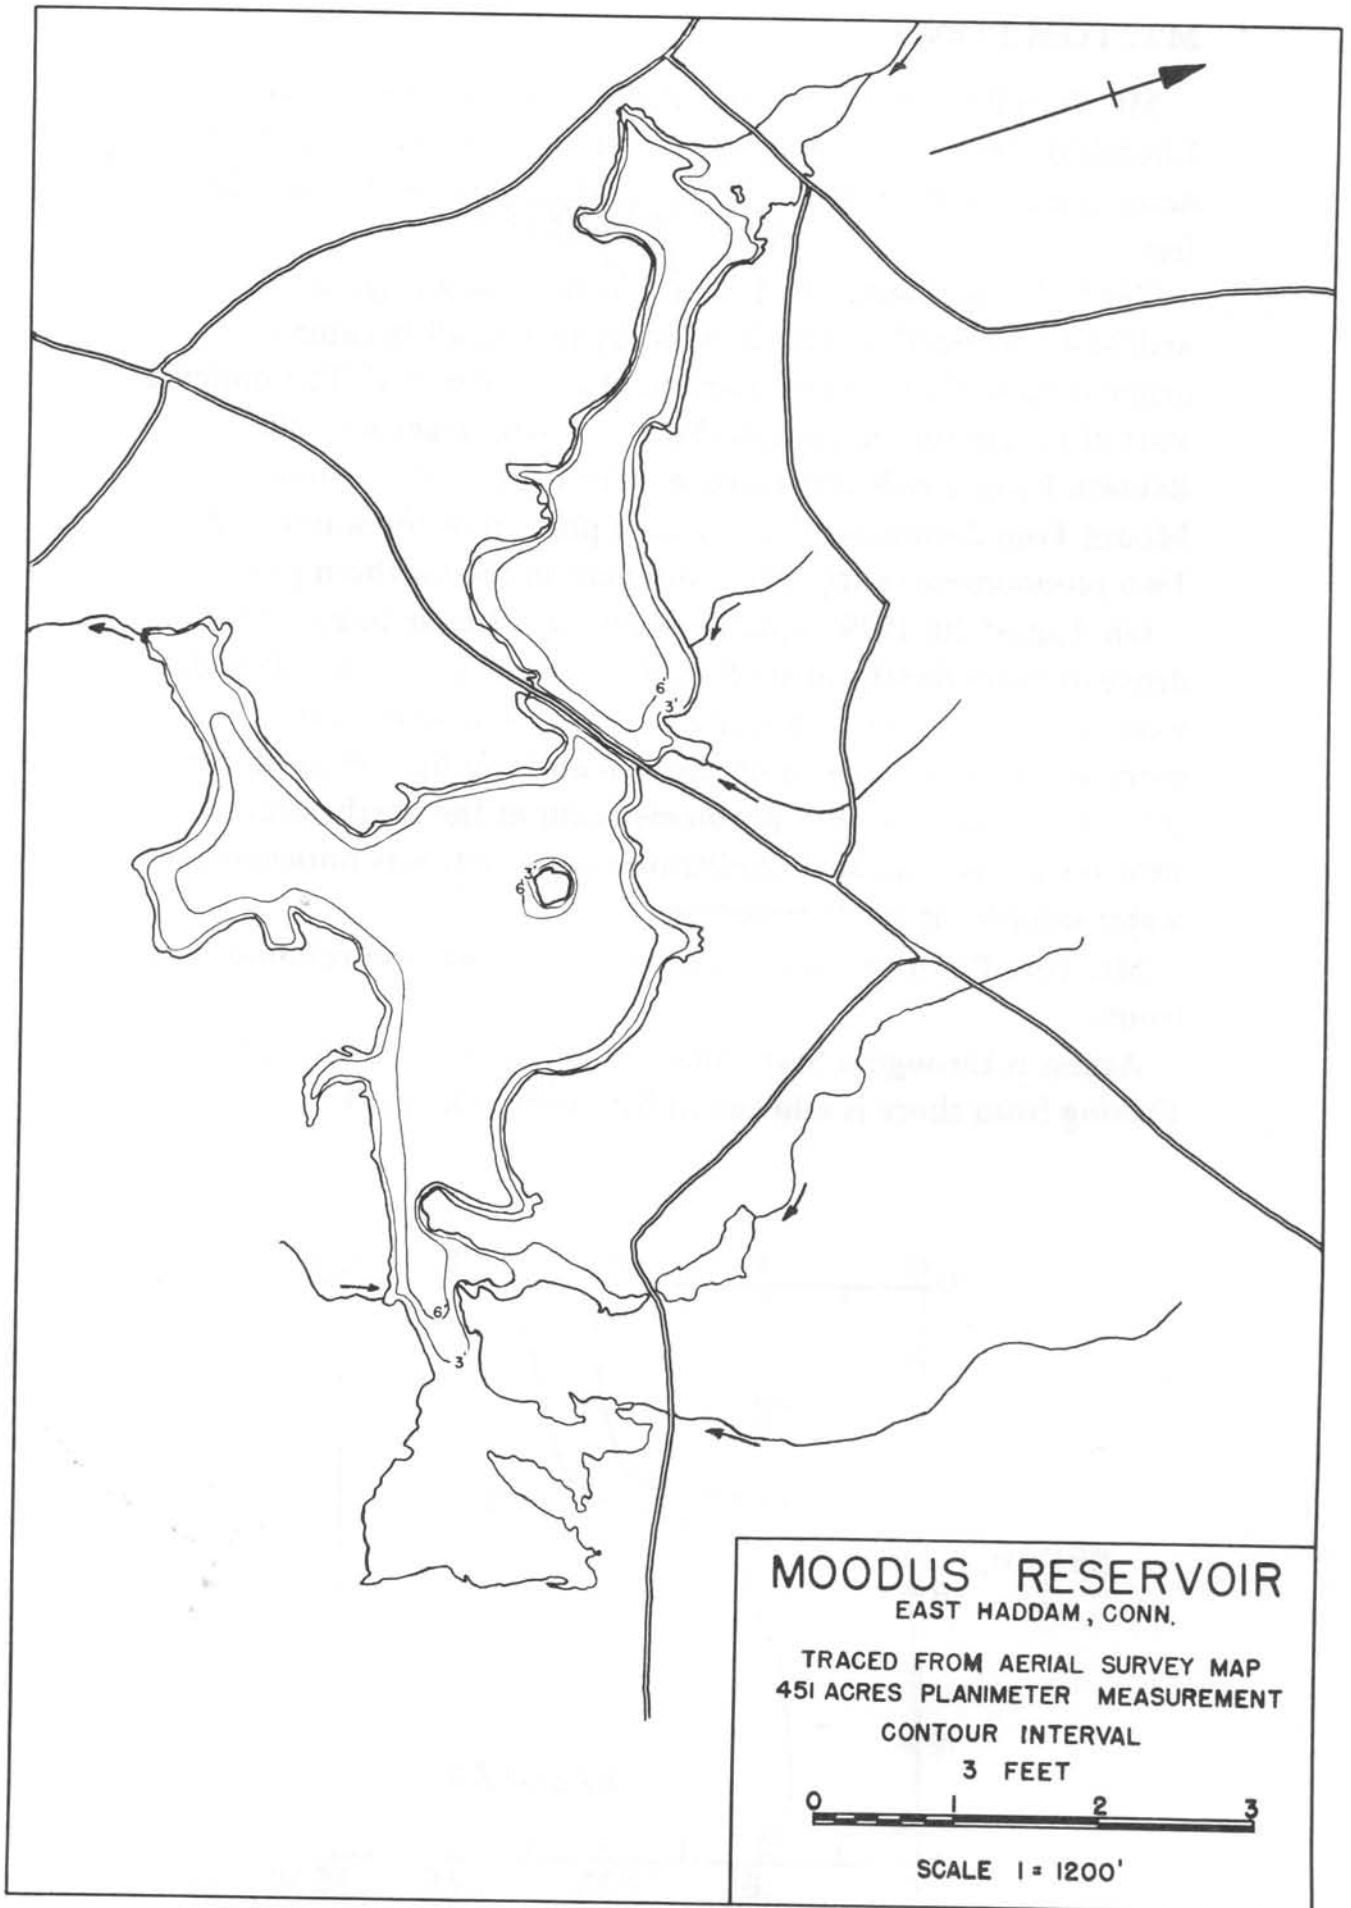 6'
3'
3'
6'
6'
3'
MOODUS RESERVOIR
EAST HADDAM, CONN.
TRACED FROM AERIAL SURVEY MAP
451 ACRES PLANIMETER MEASUREMENT
CONTOUR INTERVAL
3 FEET
0 1 2 3
SCALE 1 = 1200'